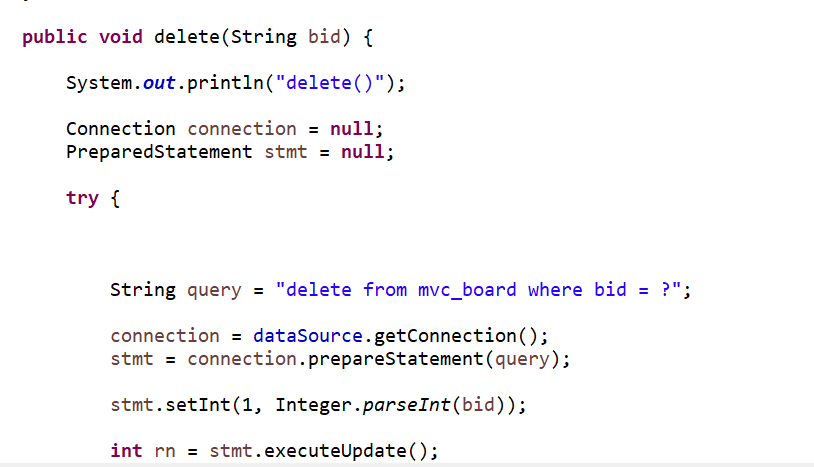 public void delete(String bid) {
System.out.println("delete()");
Connection connection = null;
PreparedStatement stmt = null;
try {
String query = "delete from mvc_board where bid = ?";
connection = dataSource.getConnection();
stmt = connection.prepareStatement(query);
stmt.setInt(1, Integer.parseInt(bid));
int rn = stmt.executeUpdate();